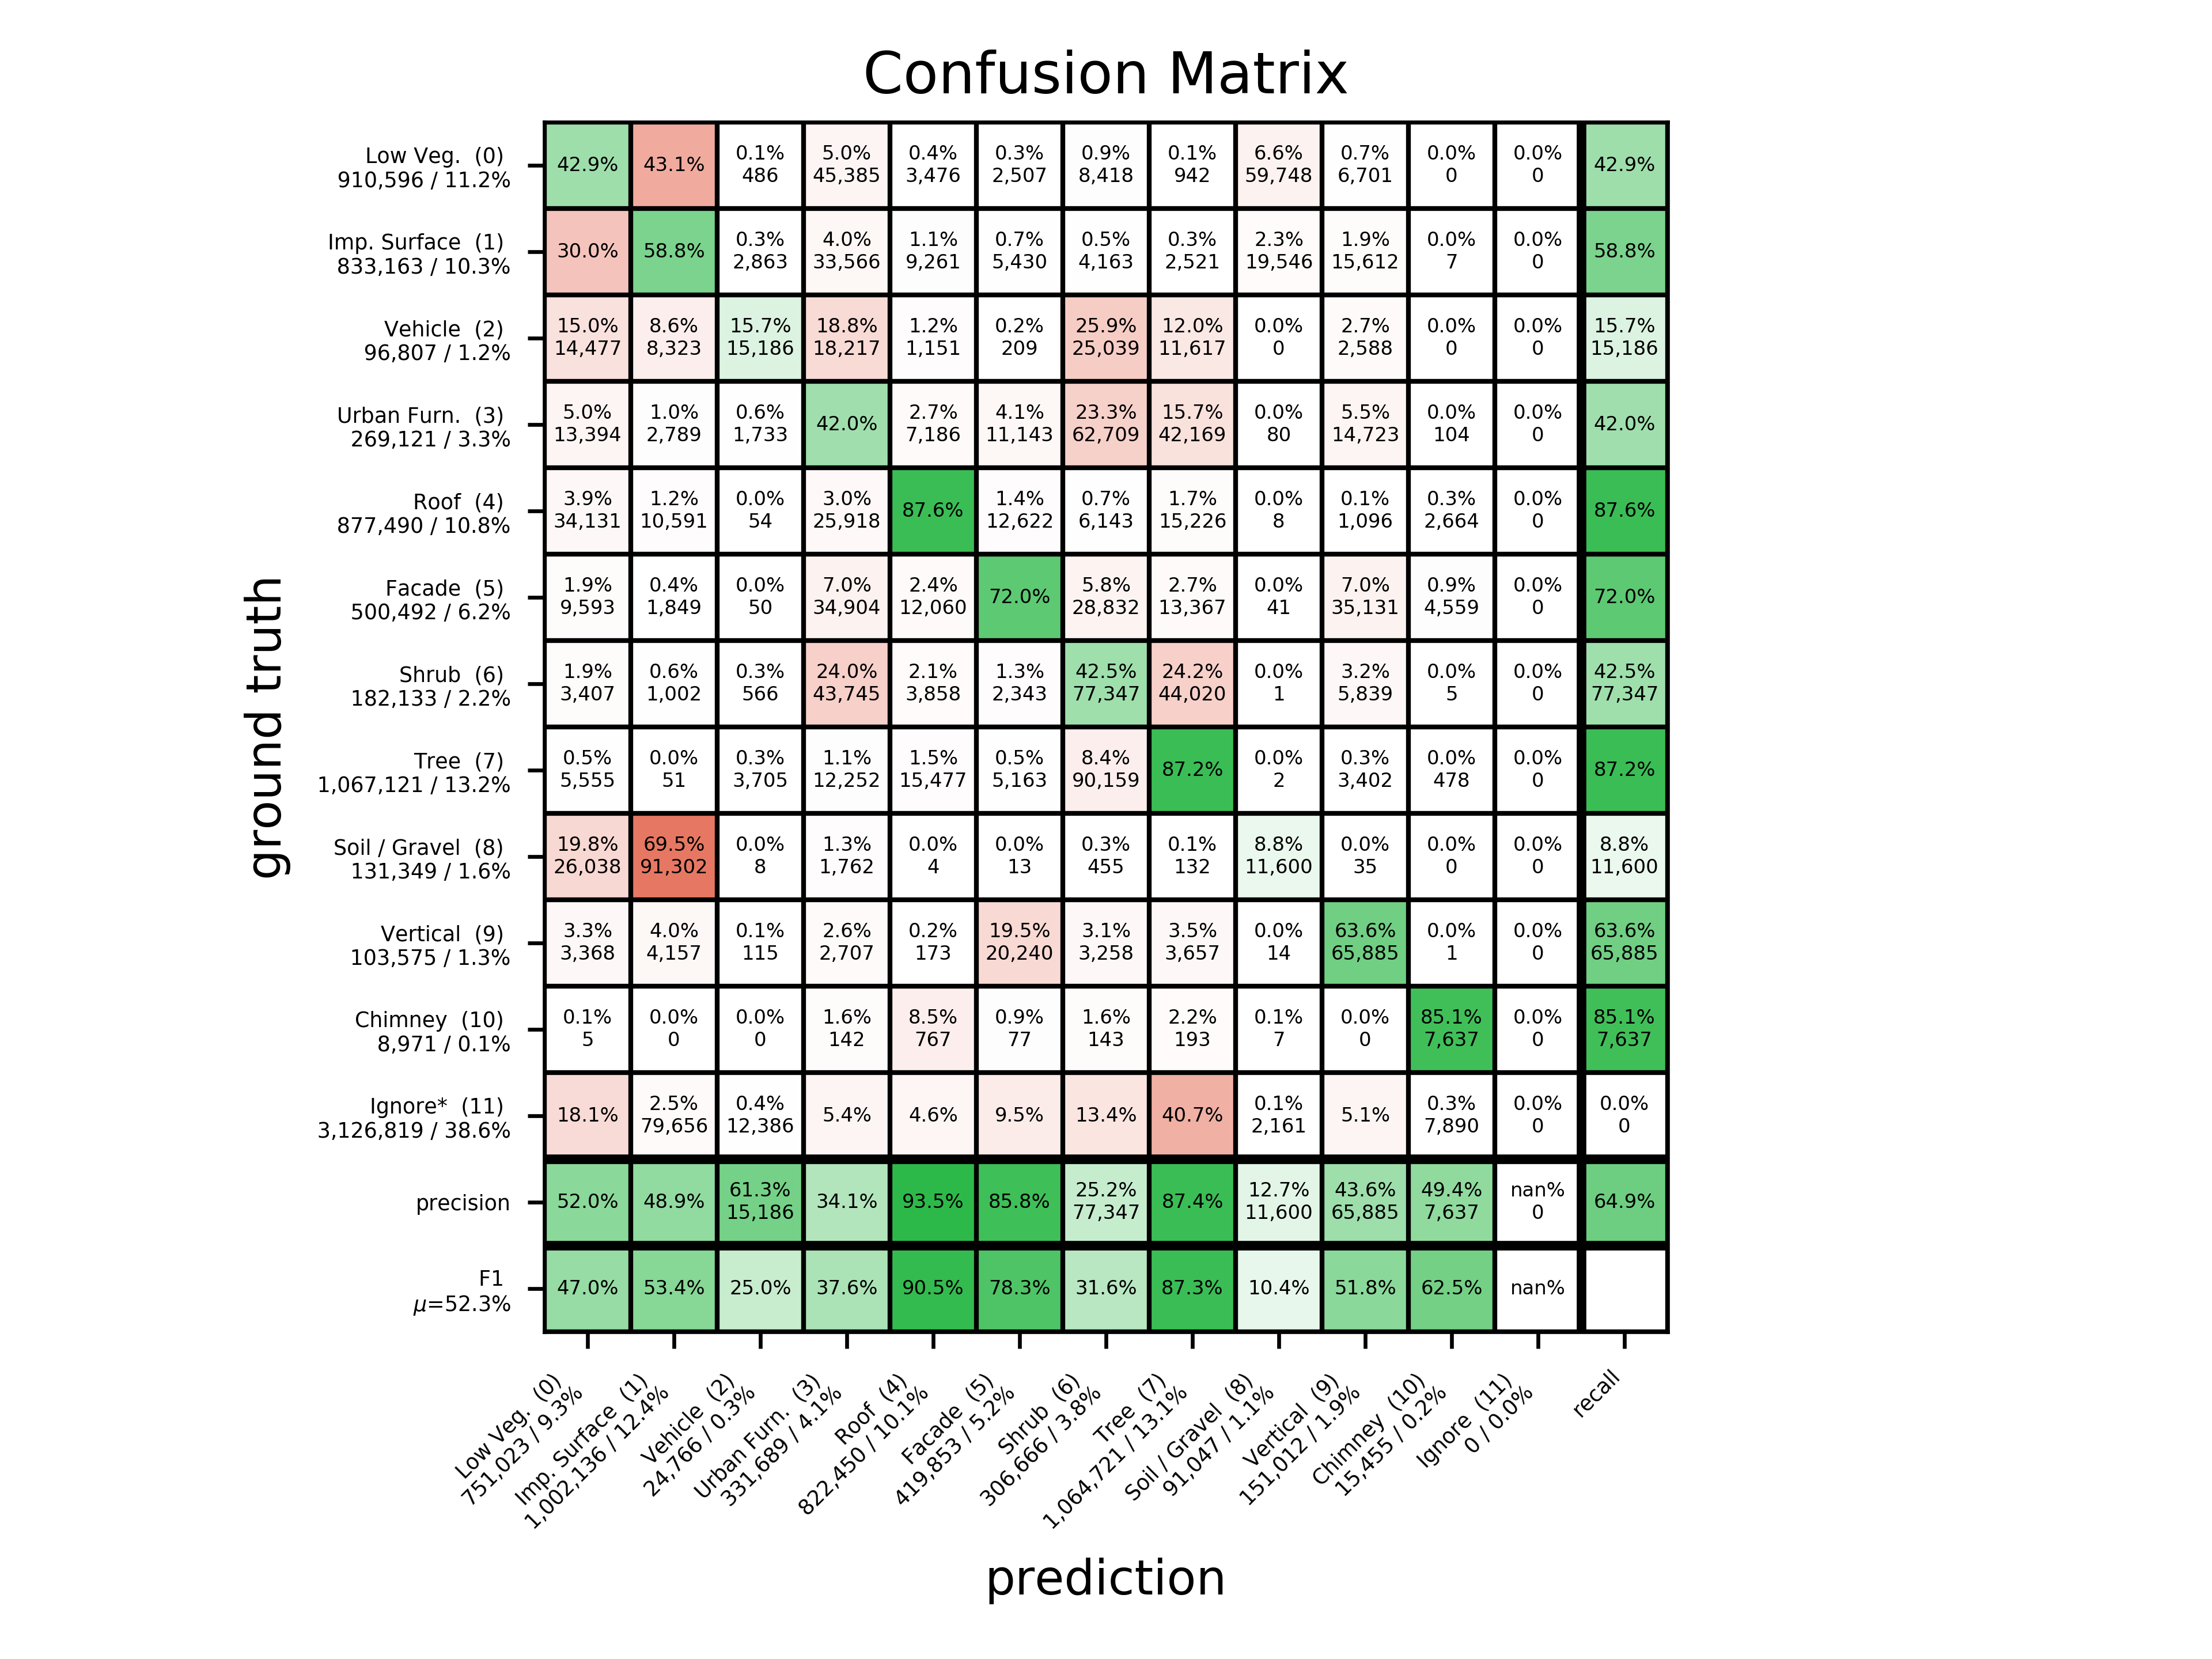 Confusion Matrix
Low Veg. (0)
910,596 / 11.2%
42.9% 43.1% 0.1% 5.0% 0.4% 0.3% 0.9% 0.1% 6.6% 0.7% 0.0% 0.0% 42.9%
486 45,385 3,476 2,507 8,418 942 59,748 6,701 0 0
Imp. Surface (1)
833,163 / 10.3%
30.0% 58.8% 0.3% 4.0% 1.1% 0.7% 0.5% 0.3% 2.3% 1.9% 0.0% 0.0% 58.8%
2,863 33,566 9,261 5,430 4,163 2,521 19,546 15,612 7 0
Vehicle (2)
96,807 / 1.2%
15.0% 8.6% 15.7% 18.8% 1.2% 0.2% 25.9% 12.0% 0.0% 2.7% 0.0% 0.0% 15.7%
14,477 8,323 15,186 18,217 1,151 209 25,039 11,617 0 2,588 0 0 15,186
Urban Furn. (3)
269,121 / 3.3%
5.0% 1.0% 0.6% 42.0% 2.7% 4.1% 23.3% 15.7% 0.0% 5.5% 0.0% 0.0% 42.0%
13,394 2,789 1,733 7,186 11,143 62,709 42,169 80 14,723 104 0
Roof (4)
877,490 / 10.8%
3.9% 1.2% 0.0% 3.0% 87.6% 1.4% 0.7% 1.7% 0.0% 0.1% 0.3% 0.0% 87.6%
34,131 10,591 54 25,918 12,622 6,143 15,226 8 1,096 2,664 0
Facade (5)
500,492 / 6.2%
1.9% 0.4% 0.0% 7.0% 2.4% 72.0% 5.8% 2.7% 0.0% 7.0% 0.9% 0.0% 72.0%
9,593 1,849 50 34,904 12,060 28,832 13,367 41 35,131 4,559 0
Shrub (6)
182,133 / 2.2%
1.9% 0.6% 0.3% 24.0% 2.1% 1.3% 42.5% 24.2% 0.0% 3.2% 0.0% 0.0% 42.5%
3,407 1,002 566 43,745 3,858 2,343 77,347 44,020 1 5,839 5 0 77,347
Tree (7)
1,067,121 / 13.2%
0.5% 0.0% 0.3% 1.1% 1.5% 0.5% 8.4% 87.2% 0.0% 0.3% 0.0% 0.0% 87.2%
5,555 51 3,705 12,252 15,477 5,163 90,159 2 3,402 478 0
Soil / Gravel (8)
131,349 / 1.6%
19.8% 69.5% 0.0% 1.3% 0.0% 0.0% 0.3% 0.1% 8.8% 0.0% 0.0% 0.0% 8.8%
26,038 91,302 8 1,762 4 13 455 132 11,600 35 0 0 11,600
Vertical (9)
103,575 / 1.3%
3.3% 4.0% 0.1% 2.6% 0.2% 19.5% 3.1% 3.5% 0.0% 63.6% 0.0% 0.0% 63.6%
3,368 4,157 115 2,707 173 20,240 3,258 3,657 14 65,885 1 0 65,885
Chimney (10)
8,971 / 0.1%
0.1% 0.0% 0.0% 1.6% 8.5% 0.9% 1.6% 2.2% 0.1% 0.0% 85.1% 0.0% 85.1%
5 0 0 142 767 77 143 193 7 0 7,637 0 7,637
Ignore* (11)
3,126,819 / 38.6%
18.1% 2.5% 0.4% 5.4% 4.6% 9.5% 13.4% 40.7% 0.1% 5.1% 0.3% 0.0% 0.0%
79,656 12,386 2,161 7,890 0 0
precision
52.0% 48.9% 61.3% 34.1% 93.5% 85.8% 25.2% 87.4% 12.7% 43.6% 49.4% nan% 64.9%
15,186 77,347 11,600 65,885 7,637 0
F1
μ=52.3%
47.0% 53.4% 25.0% 37.6% 90.5% 78.3% 31.6% 87.3% 10.4% 51.8% 62.5% nan%
ground truth
Low Veg. (0)
751,023 / 9.3%
Imp. Surface (1)
1,002,136 / 12.4%
Vehicle (2)
24,766 / 0.3%
Urban Furn. (3)
331,689 / 4.1%
Roof (4)
822,450 / 10.1%
Facade (5)
419,853 / 5.2%
Shrub (6)
306,666 / 3.8%
Tree (7)
1,064,721 / 13.1%
Soil / Gravel (8)
91,047 / 1.1%
Vertical (9)
151,012 / 1.9%
Chimney (10)
15,455 / 0.2%
Ignore (11)
0 / 0.0%
recall
prediction